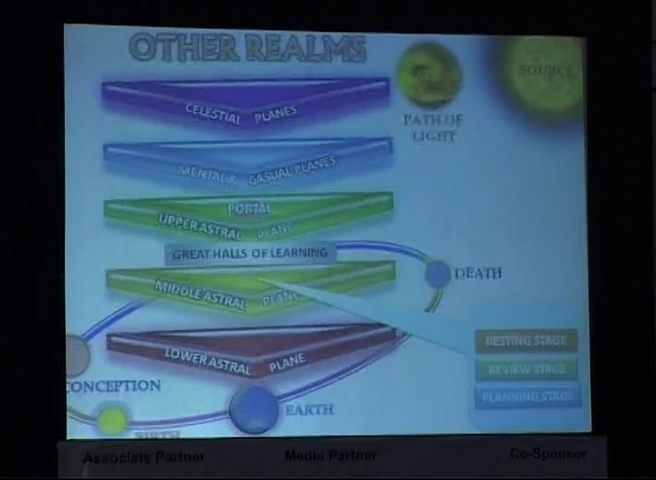 OTHER REALMS
SOURCE
CELESTIAL PLANES
PATH OF
LIGHT
MENTAL & CASUAL PLANES
PORTAL
UPPER ASTRAL PLANE
GREAT HALLS OF LEARNING
DEATH
MIDDLE ASTRAL PLANE
RESTING STAGE
LOWER ASTRAL PLANE
REVIEW STAGE
CONCEPTION
PLANNING STAGE
EARTH
BIRTH
Associate Partner
Media Partner
Co-Sponsor